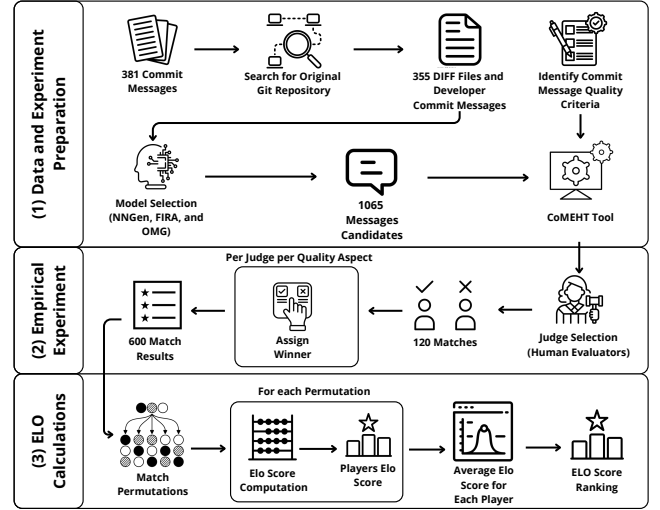 (1) Data and Experiment
Preparation
381 Commit
Messages
Search for Original
Git Repository
355 DIFF Files and
Developer
Commit Messages
Identify Commit
Message Quality
Criteria
Model Selection
(NNGen, FIRA, and
OMG)
1065
Messages
Candidates
CoMEHT Tool
(2) Empirical
Experiment
Per Judge per Quality Aspect
600 Match
Results
Assign
Winner
120 Matches
Judge Selection
(Human Evaluators)
(3) ELO
Calculations
For each Permutation
Match
Permutations
Elo Score
Computation
Players Elo
Score
Average Elo
Score for
Each Player
ELO Score
Ranking